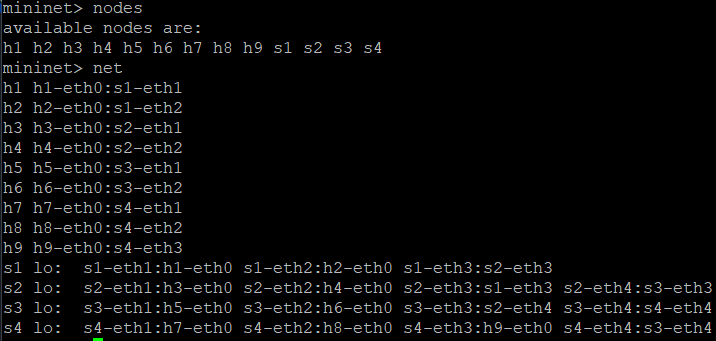 mininet> nodes
available nodes are:
h1 h2 h3 h4 h5 h6 h7 h8 h9 s1 s2 s3 s4
mininet> net
h1 h1-eth0:s1-eth1
h2 h2-eth0:s1-eth2
h3 h3-eth0:s2-eth1
h4 h4-eth0:s2-eth2
h5 h5-eth0:s3-eth1
h6 h6-eth0:s3-eth2
h7 h7-eth0:s4-eth1
h8 h8-eth0:s4-eth2
h9 h9-eth0:s4-eth3
s1 lo:  s1-eth1:h1-eth0 s1-eth2:h2-eth0 s1-eth3:s2-eth3
s2 lo:  s2-eth1:h3-eth0 s2-eth2:h4-eth0 s2-eth3:s1-eth3 s2-eth4:s3-eth3
s3 lo:  s3-eth1:h5-eth0 s3-eth2:h6-eth0 s3-eth3:s2-eth4 s3-eth4:s4-eth4
s4 lo:  s4-eth1:h7-eth0 s4-eth2:h8-eth0 s4-eth3:h9-eth0 s4-eth4:s3-eth4